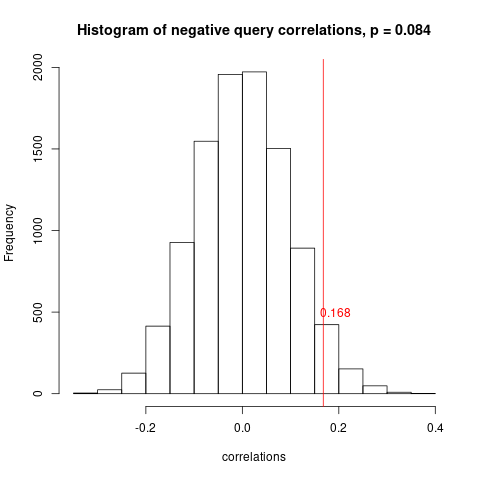 Histogram of negative query correlations, p = 0.084
2000
1500
1000
500
0
Frequency
0.168
-0.2 0.0 0.2 0.4
correlations